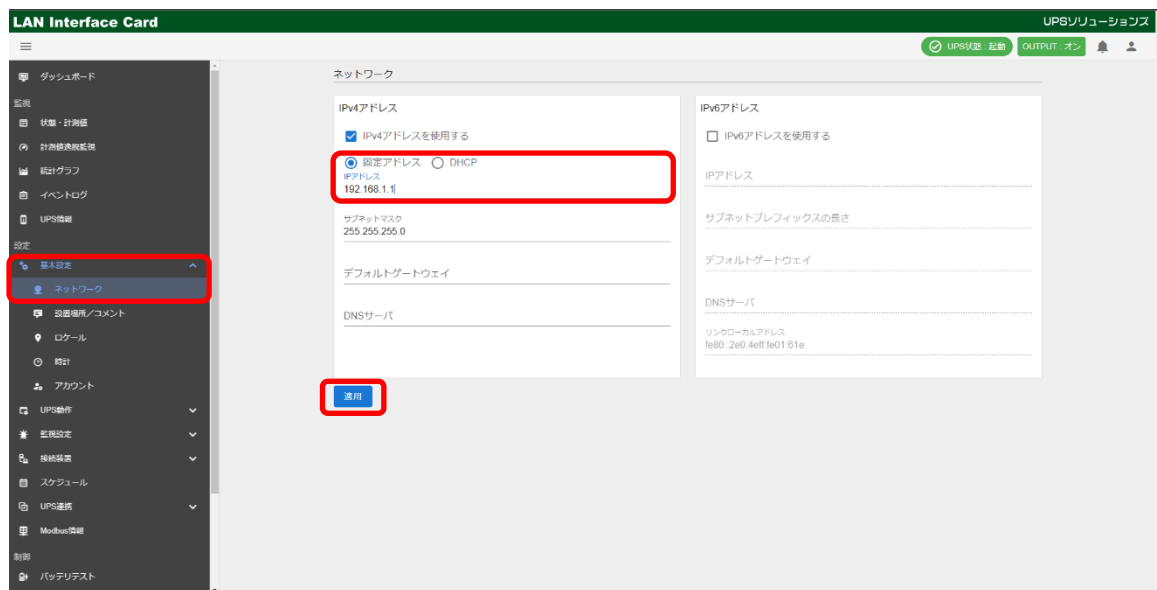 LAN Interface Card
UPSソリューションズ
UPS状態 : 起動
OUTPUT : オン
ダッシュボード
監視
状態・計測値
計測値逸脱監視
統計グラフ
イベントログ
UPS情報
設定
基本設定
ネットワーク
設置場所／コメント
ロケール
時計
アカウント
UPS動作
監視設定
接続装置
スケジュール
UPS連携
Modbus情報
制御
バッテリテスト
ネットワーク
IPv4アドレス
IPv4アドレスを使用する
固定アドレス DHCP
IPアドレス
192.168.1.1
サブネットマスク
255.255.255.0
デフォルトゲートウェイ
DNSサーバ
IPv6アドレス
IPv6アドレスを使用する
IPアドレス
サブネットプレフィックスの長さ
デフォルトゲートウェイ
DNSサーバ
リンクローカルアドレス
fe80::2e0:4eff:fe01:61e
適用